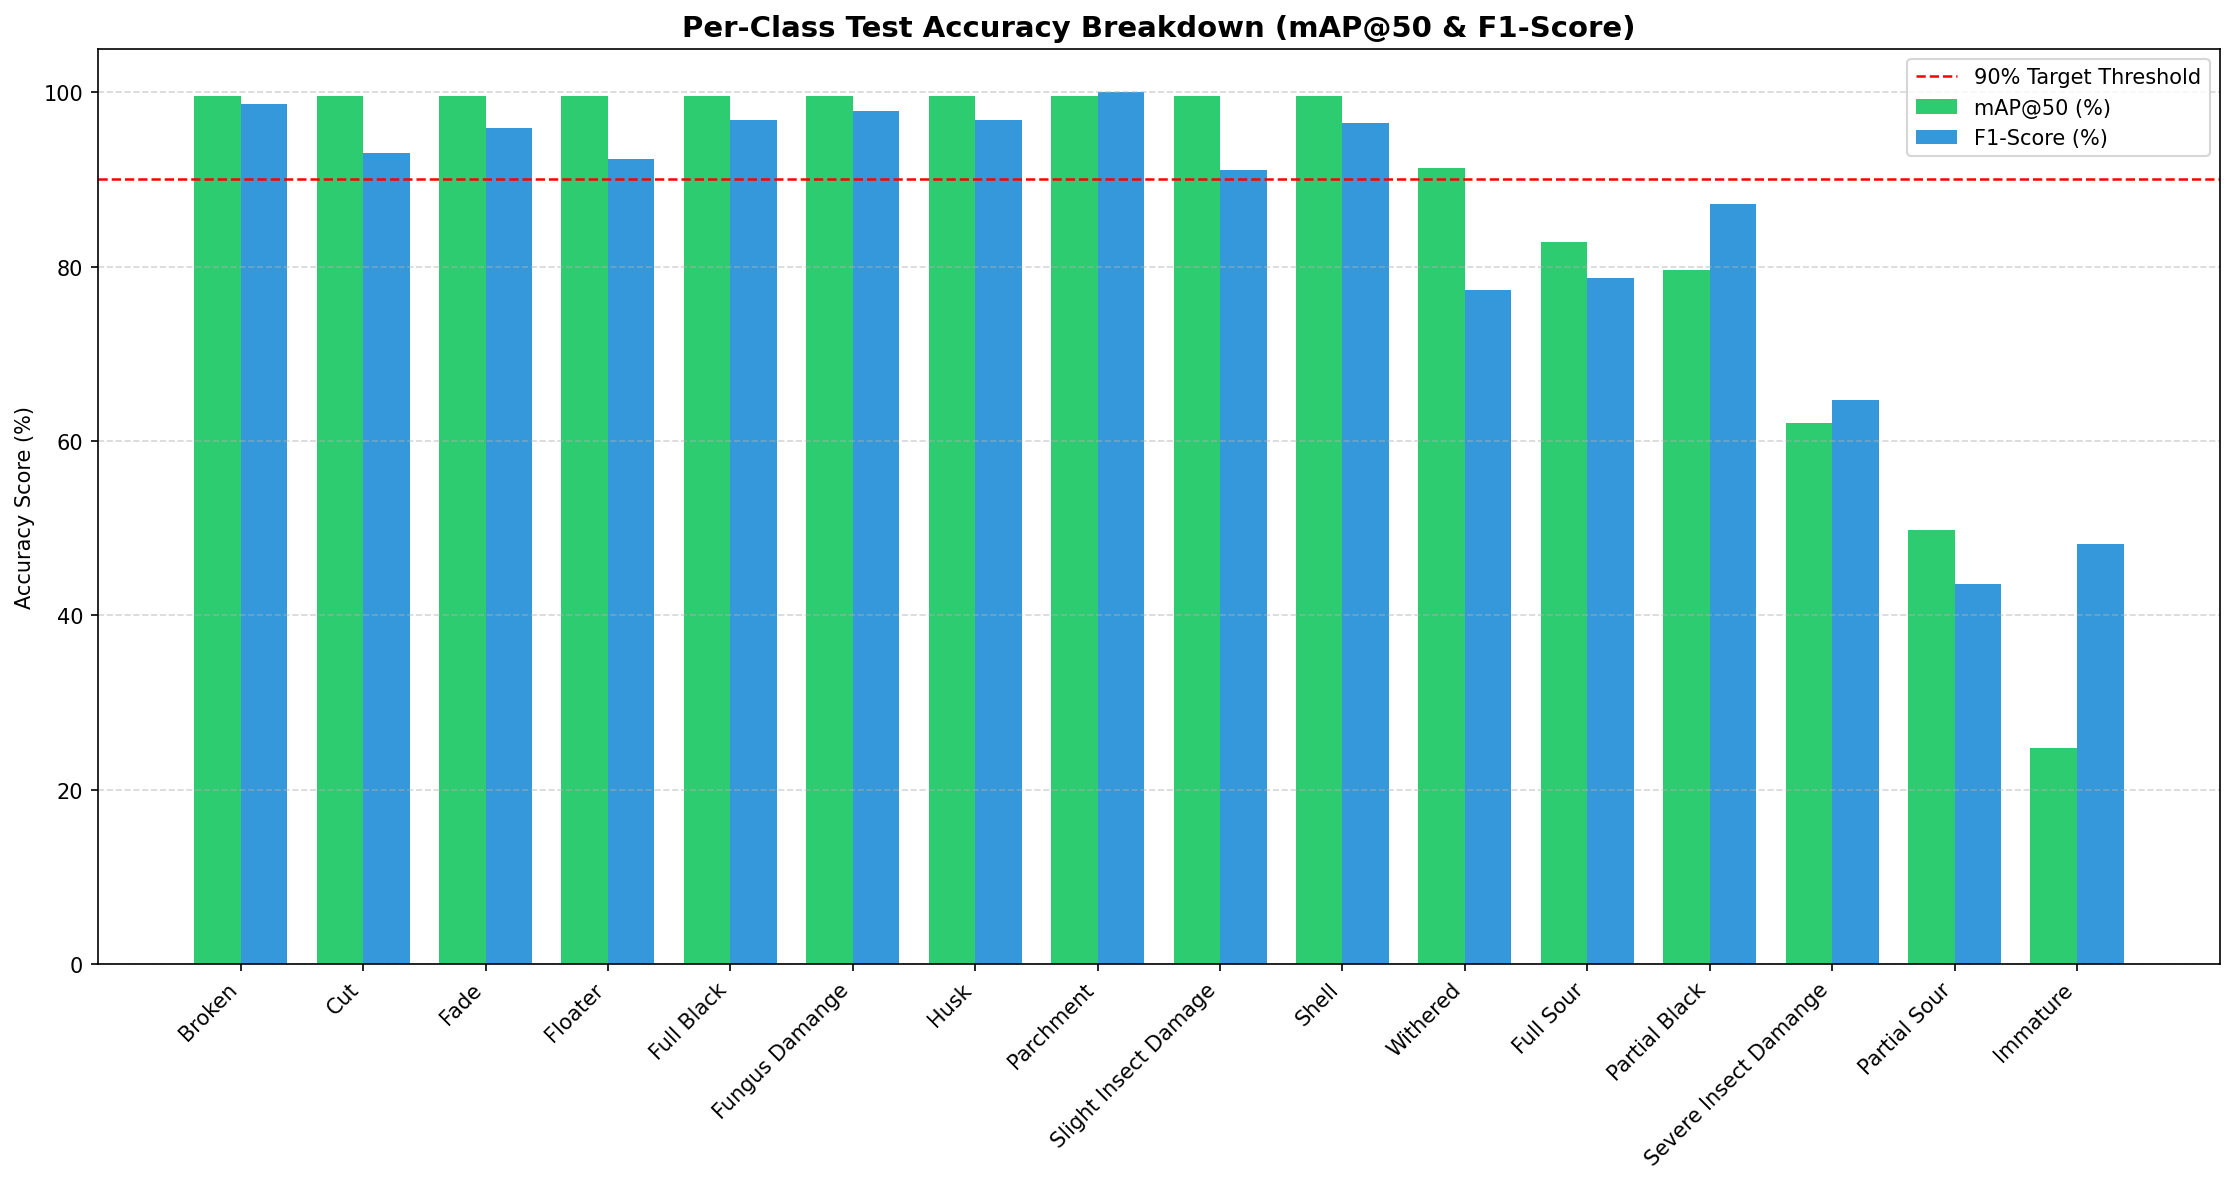 Per-Class Test Accuracy Breakdown (mAP@50 & F1-Score)
90% Target Threshold
mAP@50 (%)
F1-Score (%)
Accuracy Score (%)
100
80
60
40
20
0
Broken
Cut
Fade
Floater
Full Black
Fungus Damange
Husk
Parchment
Slight Insect Damage
Shell
Withered
Full Sour
Partial Black
Severe Insect Damange
Partial Sour
Immature